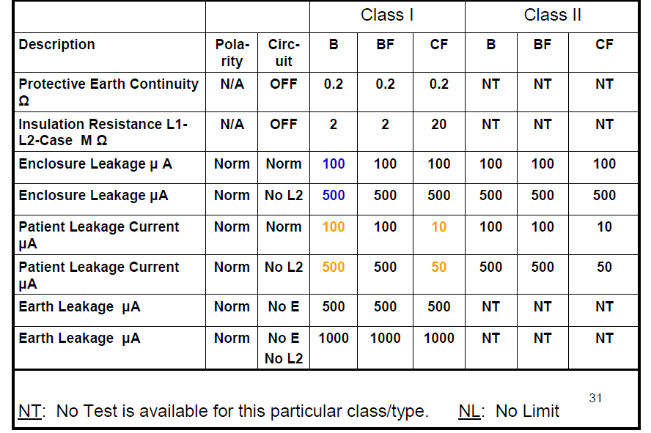 Class I Class II
Description Pola- Circ- B BF CF B BF CF
rity uit
Protective Earth Continuity N/A OFF 0.2 0.2 0.2 NT NT NT
Ω
Insulation Resistance L1- N/A OFF 2 2 20 NT NT NT
L2-Case M Ω
Enclosure Leakage µ A Norm Norm 100 100 100 100 100 100
Enclosure Leakage µA Norm No L2 500 500 500 500 500 500
Patient Leakage Current Norm Norm 100 100 10 100 100 10
µA
Patient Leakage Current Norm No L2 500 500 50 500 500 50
µA
Earth Leakage µA Norm No E 500 500 500 NT NT NT
Earth Leakage µA Norm No E 1000 1000 1000 NT NT NT
No L2
31
NT: No Test is available for this particular class/type. NL: No Limit